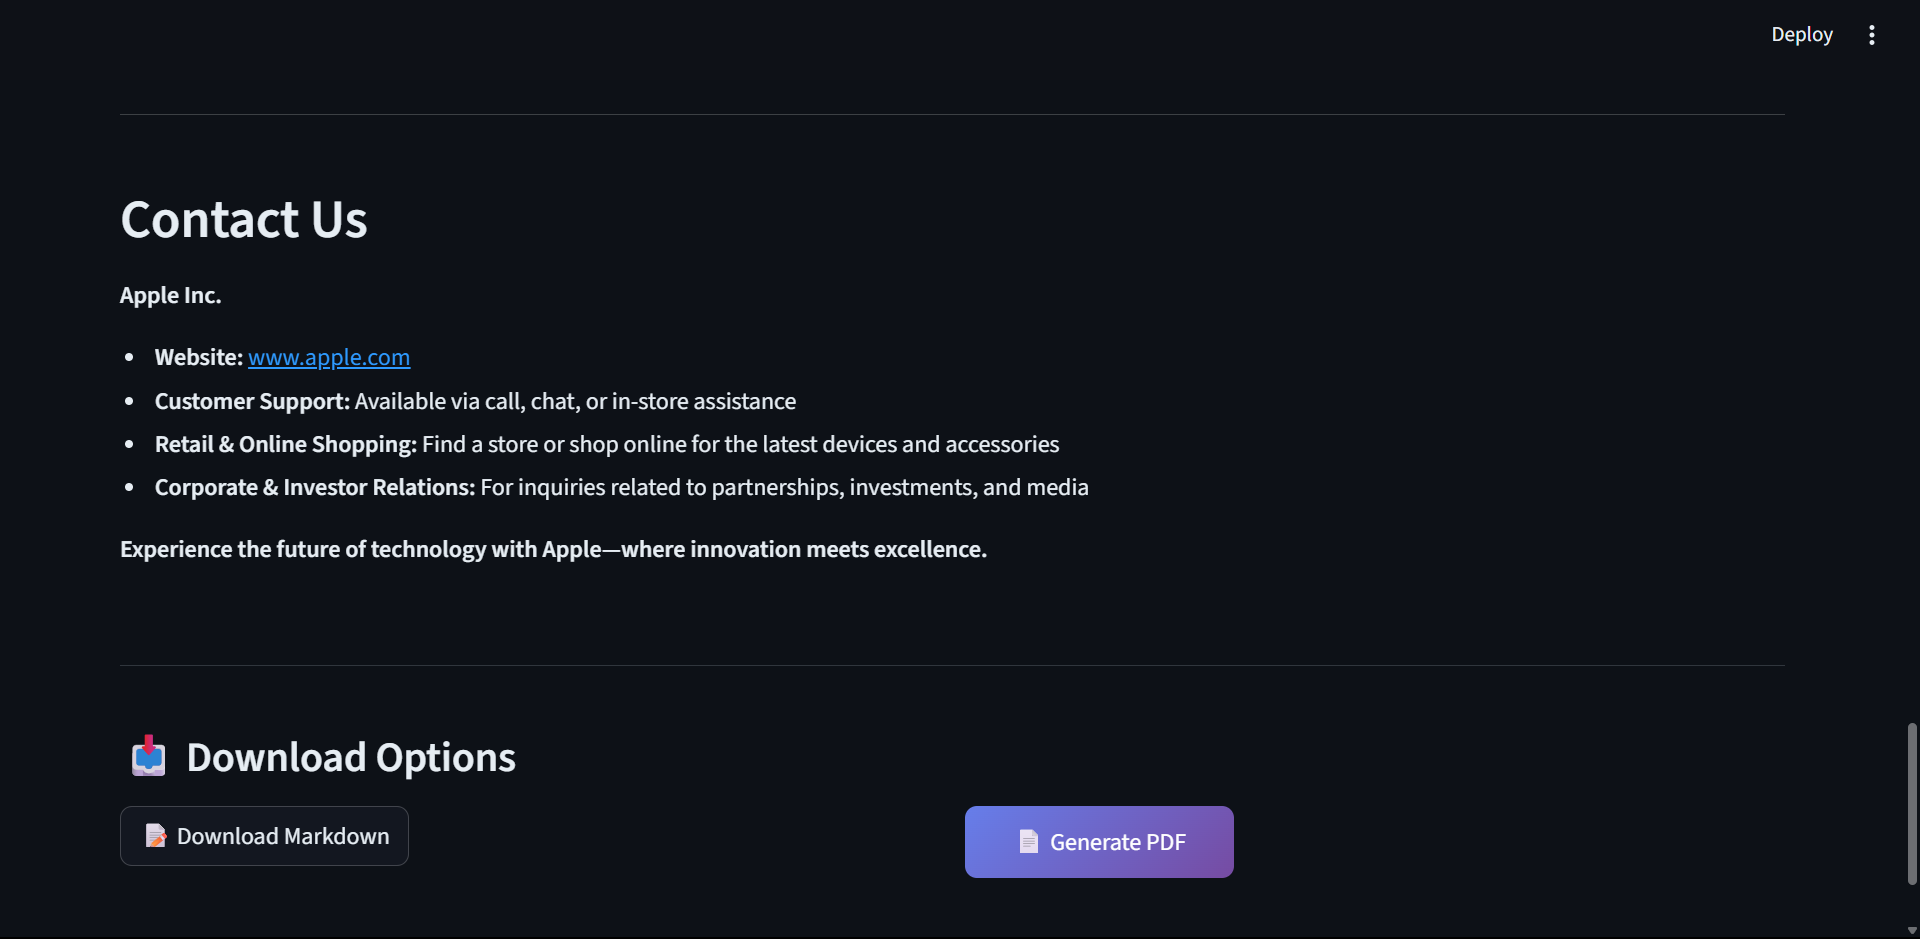 Deploy
Contact Us
Apple Inc.
Website: www.apple.com
Customer Support: Available via call, chat, or in-store assistance
Retail & Online Shopping: Find a store or shop online for the latest devices and accessories
Corporate & Investor Relations: For inquiries related to partnerships, investments, and media
Experience the future of technology with Apple—where innovation meets excellence.
Download Options
Download Markdown
Generate PDF